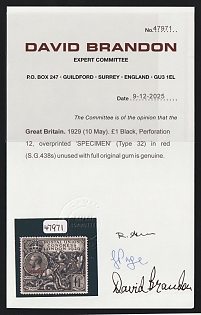 No. 47971
DAVID BRANDON
EXPERT COMMITTEE
P.O. BOX 247 · GUILDFORD · SURREY · ENGLAND · GU3 1EL
Date 9-12-2025
The Committee is of the opinion that the
Great Britain. 1929 (10 May). £1 Black, Perforation
12, overprinted 'SPECIMEN' (Type 32) in red
(S.G.438s) unused with full original gum is genuine.
47971
£1
David Brandon